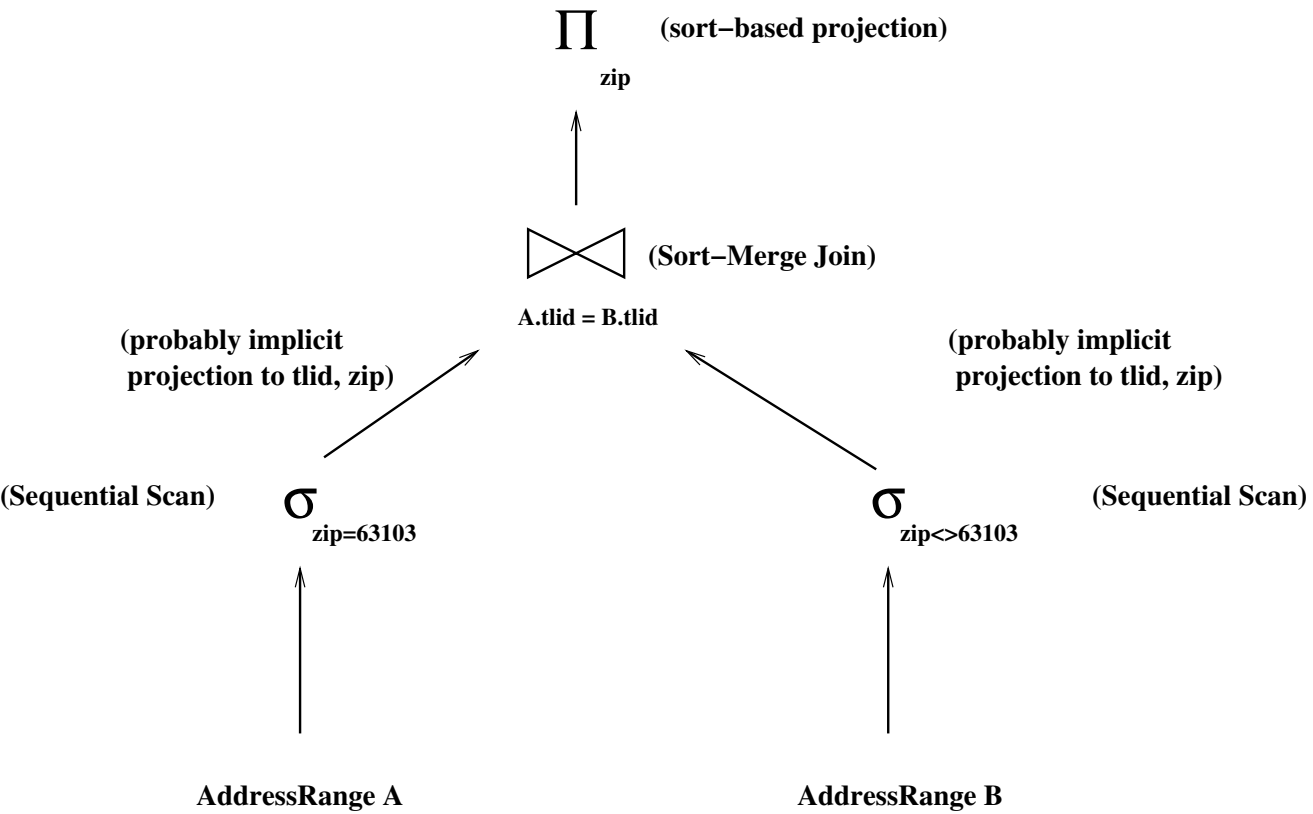 Π (sort−based projection)
zip
(Sort−Merge Join)
A.tlid = B.tlid
(probably implicit
projection to tlid, zip)
(probably implicit
projection to tlid, zip)
(Sequential Scan)
σ zip=63103
σ zip<>63103
(Sequential Scan)
AddressRange A
AddressRange B